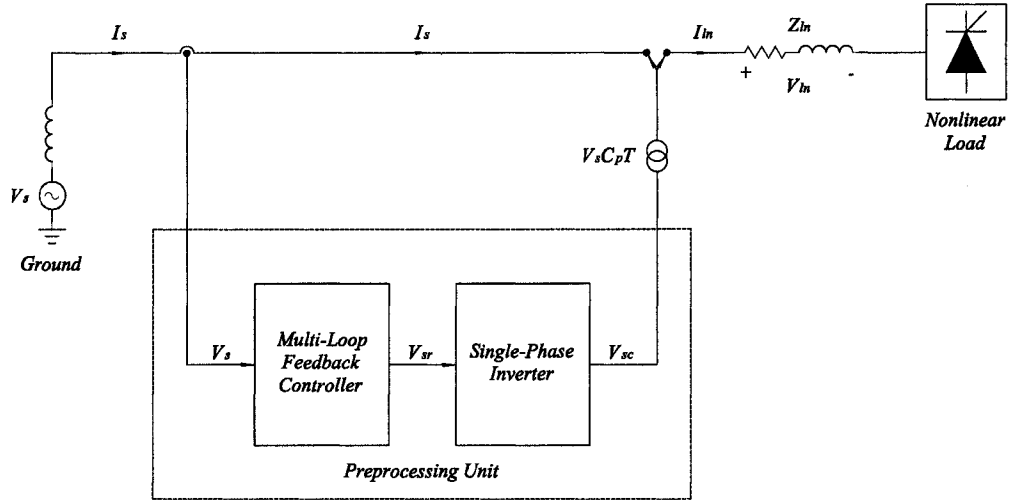 Is
Is
Iln
Zln
+
Vln
-
Nonlinear
Load
VsCpT
Vs
Ground
Vs
Multi-Loop
Feedback
Controller
Vsr
Single-Phase
Inverter
Vsc
Preprocessing Unit